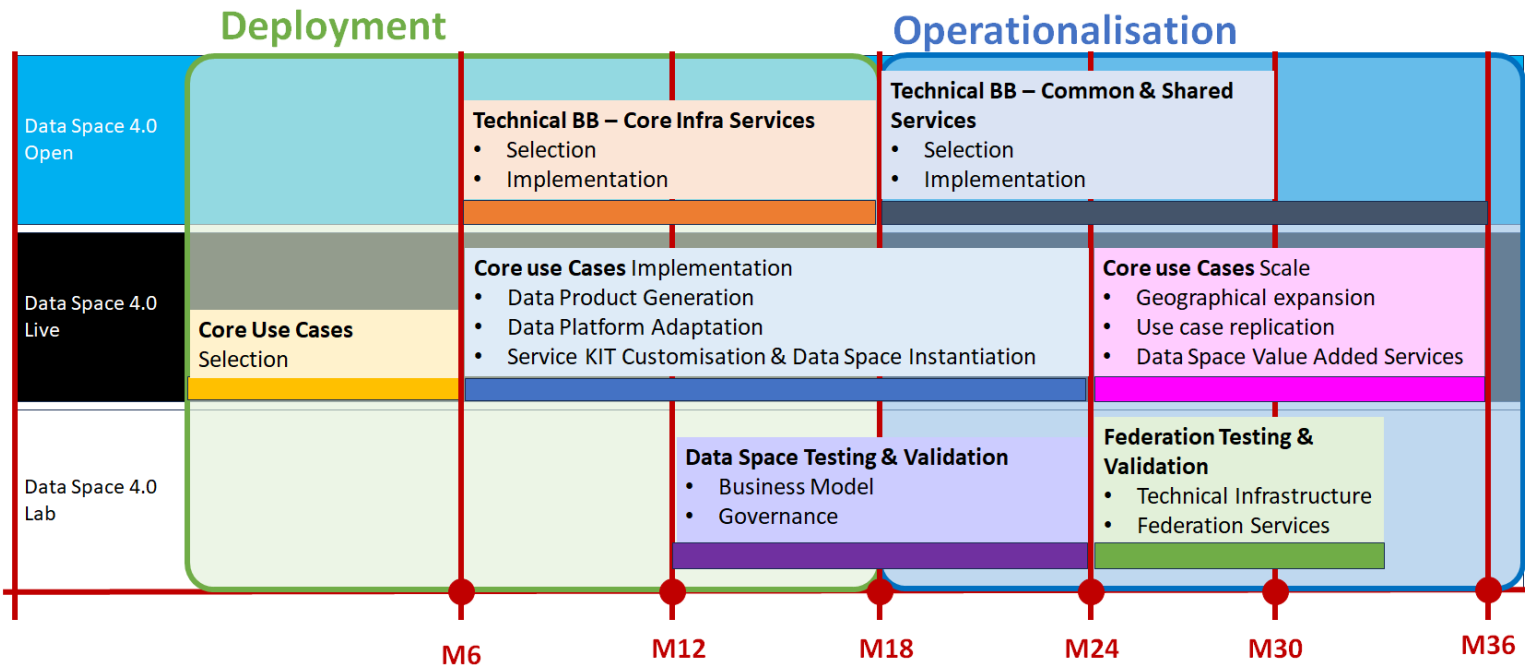 Deployment
Operationalisation
Data Space 4.0
Open
Technical BB – Core Infra Services
• Selection
• Implementation
Technical BB – Common & Shared
Services
• Selection
• Implementation
Data Space 4.0
Live
Core Use Cases
Selection
Core use Cases Implementation
• Data Product Generation
• Data Platform Adaptation
• Service KIT Customisation & Data Space Instantiation
Core use Cases Scale
• Geographical expansion
• Use case replication
• Data Space Value Added Services
Data Space 4.0
Lab
Data Space Testing & Validation
• Business Model
• Governance
Federation Testing &
Validation
• Technical Infrastructure
• Federation Services
M6
M12
M18
M24
M30
M36